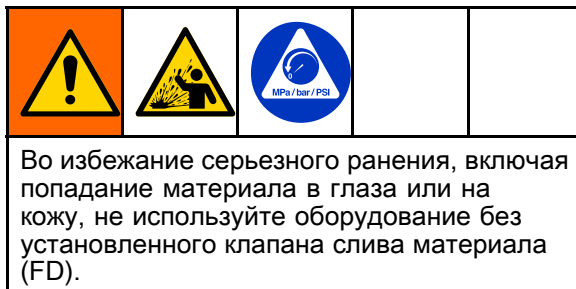 0
MPa/bar/PSI
Во избежание серьезного ранения, включая
попадание материала в глаза или на
кожу, не используйте оборудование без
установленного клапана слива материала
(FD).